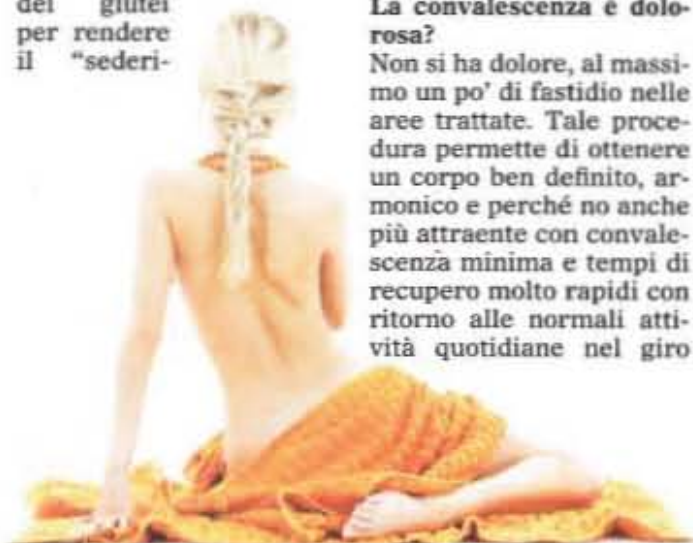 dei glutei
per rendere
il “sederi-
La convalescenza è dolo-
rosa?
Non si ha dolore, al massi-
mo un po’ di fastidio nelle
aree trattate. Tale proce-
dura permette di ottenere
un corpo ben definito, ar-
monico e perché no anche
più attraente con convale-
scenza minima e tempi di
recupero molto rapidi con
ritorno alle normali atti-
vità quotidiane nel giro